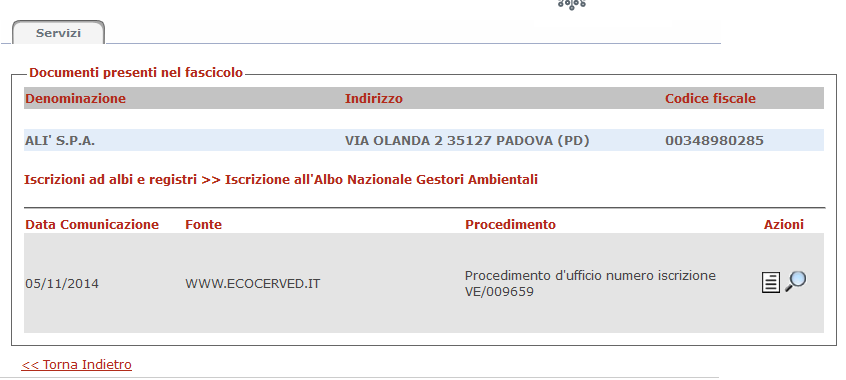 Servizi
Documenti presenti nel fascicolo
Denominazione Indirizzo Codice fiscale
ALI' S.P.A. VIA OLANDA 2 35127 PADOVA (PD) 00348980285
Iscrizioni ad albi e registri >> Iscrizione all'Albo Nazionale Gestori Ambientali
Data Comunicazione Fonte Procedimento Azioni
05/11/2014 WWW.ECOCERVED.IT Procedimento d'ufficio numero iscrizione
VE/009659
<< Torna Indietro